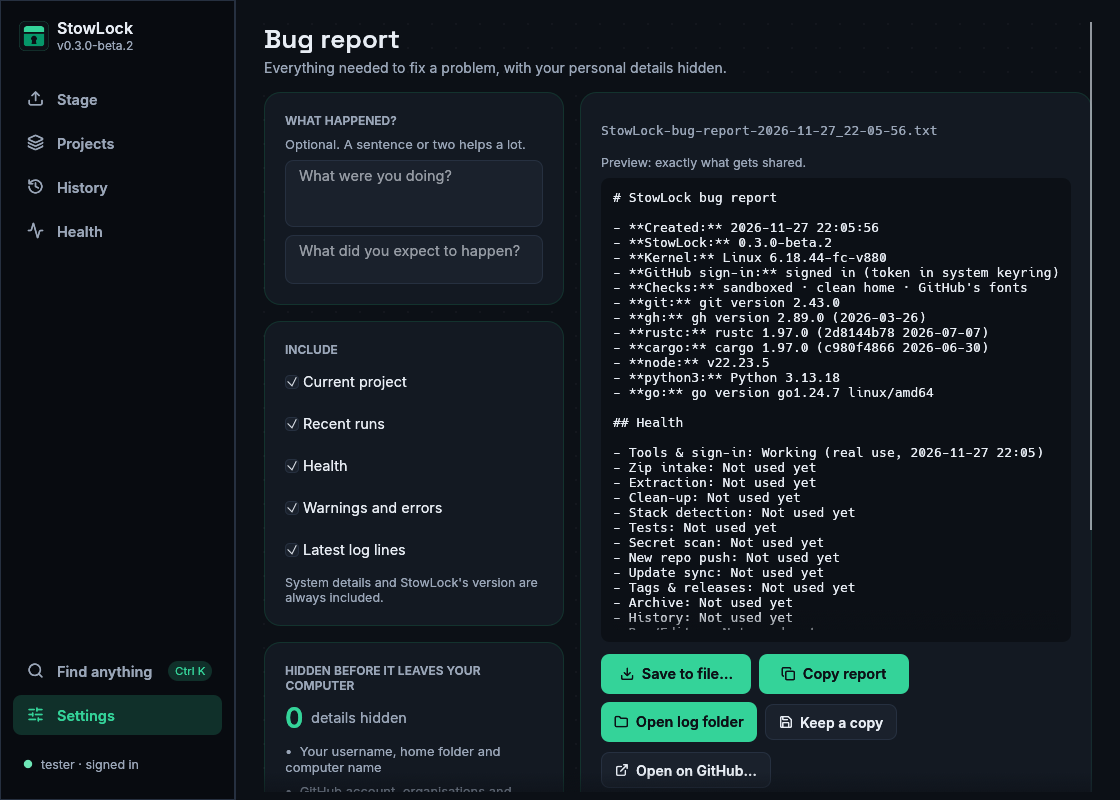 StowLock
v0.3.0-beta.2
Stage
Projects
History
Health
Find anything Ctrl K
Settings
tester · signed in
Bug report
Everything needed to fix a problem, with your personal details hidden.
WHAT HAPPENED?
Optional. A sentence or two helps a lot.
What were you doing?
What did you expect to happen?
INCLUDE
Current project
Recent runs
Health
Warnings and errors
Latest log lines
System details and StowLock's version are
always included.
HIDDEN BEFORE IT LEAVES YOUR
COMPUTER
0 details hidden
• Your username, home folder and
computer name
• GitHub account, organisations and
StowLock-bug-report-2026-11-27_22-05-56.txt
Preview: exactly what gets shared.
# StowLock bug report
- **Created:** 2026-11-27 22:05:56
- **StowLock:** 0.3.0-beta.2
- **Kernel:** Linux 6.18.44-fc-v880
- **GitHub sign-in:** signed in (token in system keyring)
- **Checks:** sandboxed · clean home · GitHub's fonts
- **git:** git version 2.43.0
- **gh:** gh version 2.89.0 (2026-03-26)
- **rustc:** rustc 1.97.0 (2d8144b78 2026-07-07)
- **cargo:** cargo 1.97.0 (c980f4866 2026-06-30)
- **node:** v22.23.5
- **python3:** Python 3.13.18
- **go:** go version go1.24.7 linux/amd64
## Health
- Tools & sign-in: Working (real use, 2026-11-27 22:05)
- Zip intake: Not used yet
- Extraction: Not used yet
- Clean-up: Not used yet
- Stack detection: Not used yet
- Tests: Not used yet
- Secret scan: Not used yet
- New repo push: Not used yet
- Update sync: Not used yet
- Tags & releases: Not used yet
- Archive: Not used yet
- History: Not used yet
Save to file...
Copy report
Open log folder
Keep a copy
Open on GitHub...